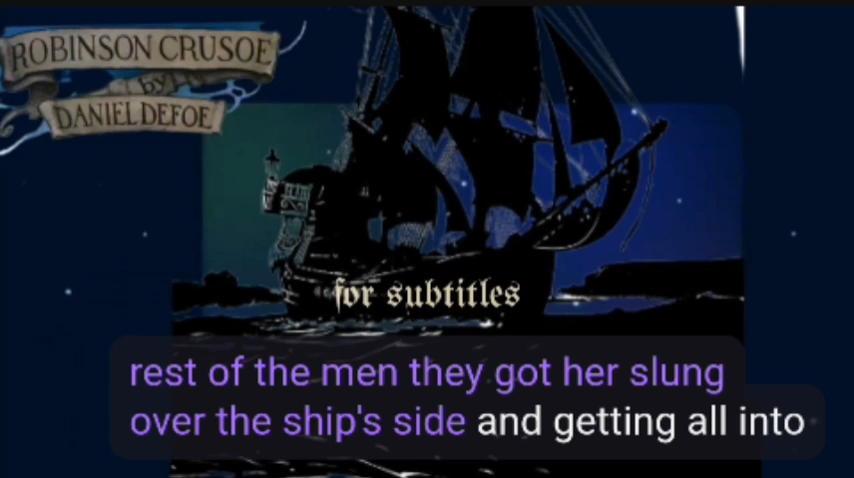 ROBINSON CRUSOE
by
DANIEL DEFOE
for subtitles
rest of the men they got her slung
over the ship's side and getting all into